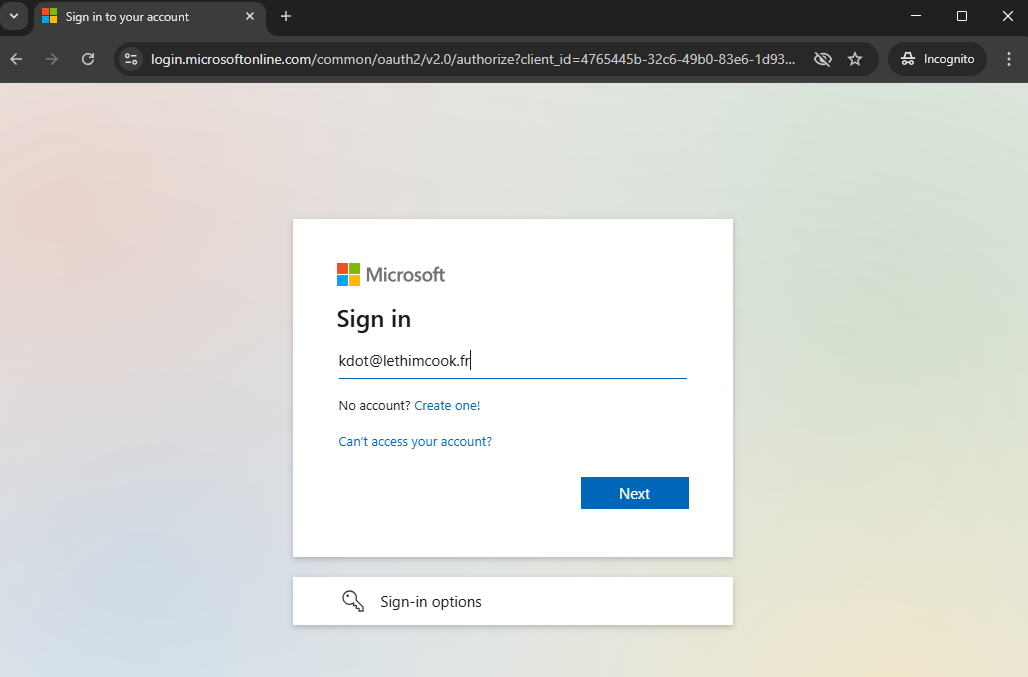 Sign in to your account
login.microsoftonline.com/common/oauth2/v2.0/authorize?client_id=4765445b-32c6-49b0-83e6-1d93...
Incognito
Microsoft
Sign in
kdot@lethimcook.fr
No account? Create one!
Can't access your account?
Next
Sign-in options